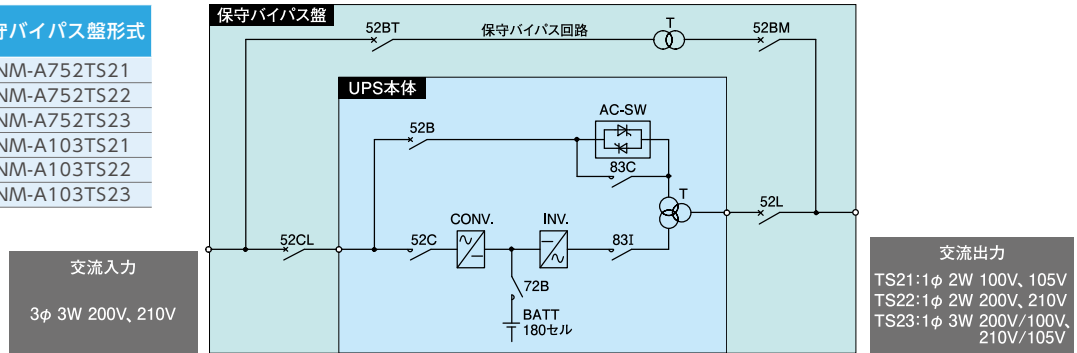 守バイパス盤形式
NM-A752TS21
NM-A752TS22
NM-A752TS23
NM-A103TS21
NM-A103TS22
NM-A103TS23
保守バイパス盤
52BT
保守バイパス回路
T
52BM
UPS本体
AC-SW
52B
83C
T
52L
CONV.
INV.
52CL
52C
83I
72B
BATT
180セル
交流入力
3φ 3W 200V、210V
交流出力
TS21:1φ 2W 100V、105V
TS22:1φ 2W 200V、210V
TS23:1φ 3W 200V/100V、
210V/105V